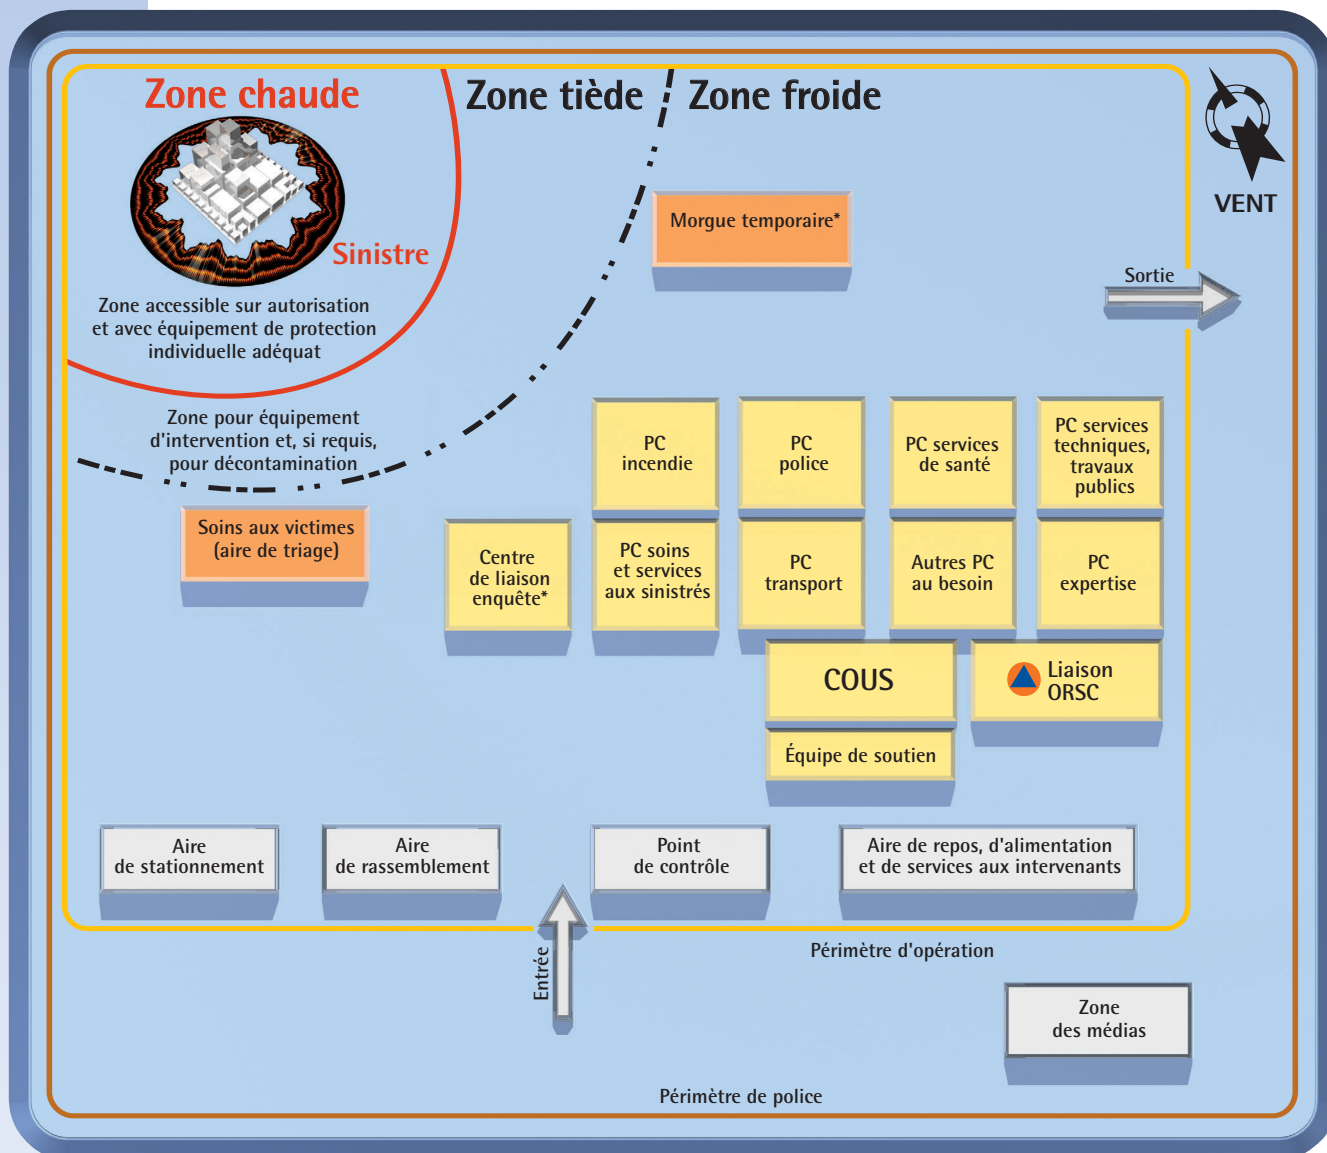 Zone chaude
Zone tiède
Zone froide
VENT
Sinistre
Zone accessible sur autorisation
et avec équipement de protection
individuelle adéquat
Morgue temporaire*
Sortie
Zone pour équipement
d'intervention et, si requis,
pour décontamination
PC
incendie
PC
police
PC services
de santé
PC services
techniques,
travaux
publics
Soins aux victimes
(aire de triage)
Centre
de liaison
enquête*
PC soins
et services
aux sinistrés
PC
transport
Autres PC
au besoin
PC
expertise
COUS
Liaison
ORSC
Équipe de soutien
Aire
de stationnement
Aire
de rassemblement
Point
de contrôle
Aire de repos, d'alimentation
et de services aux intervenants
Entrée
Périmètre d'opération
Zone
des médias
Périmètre de police